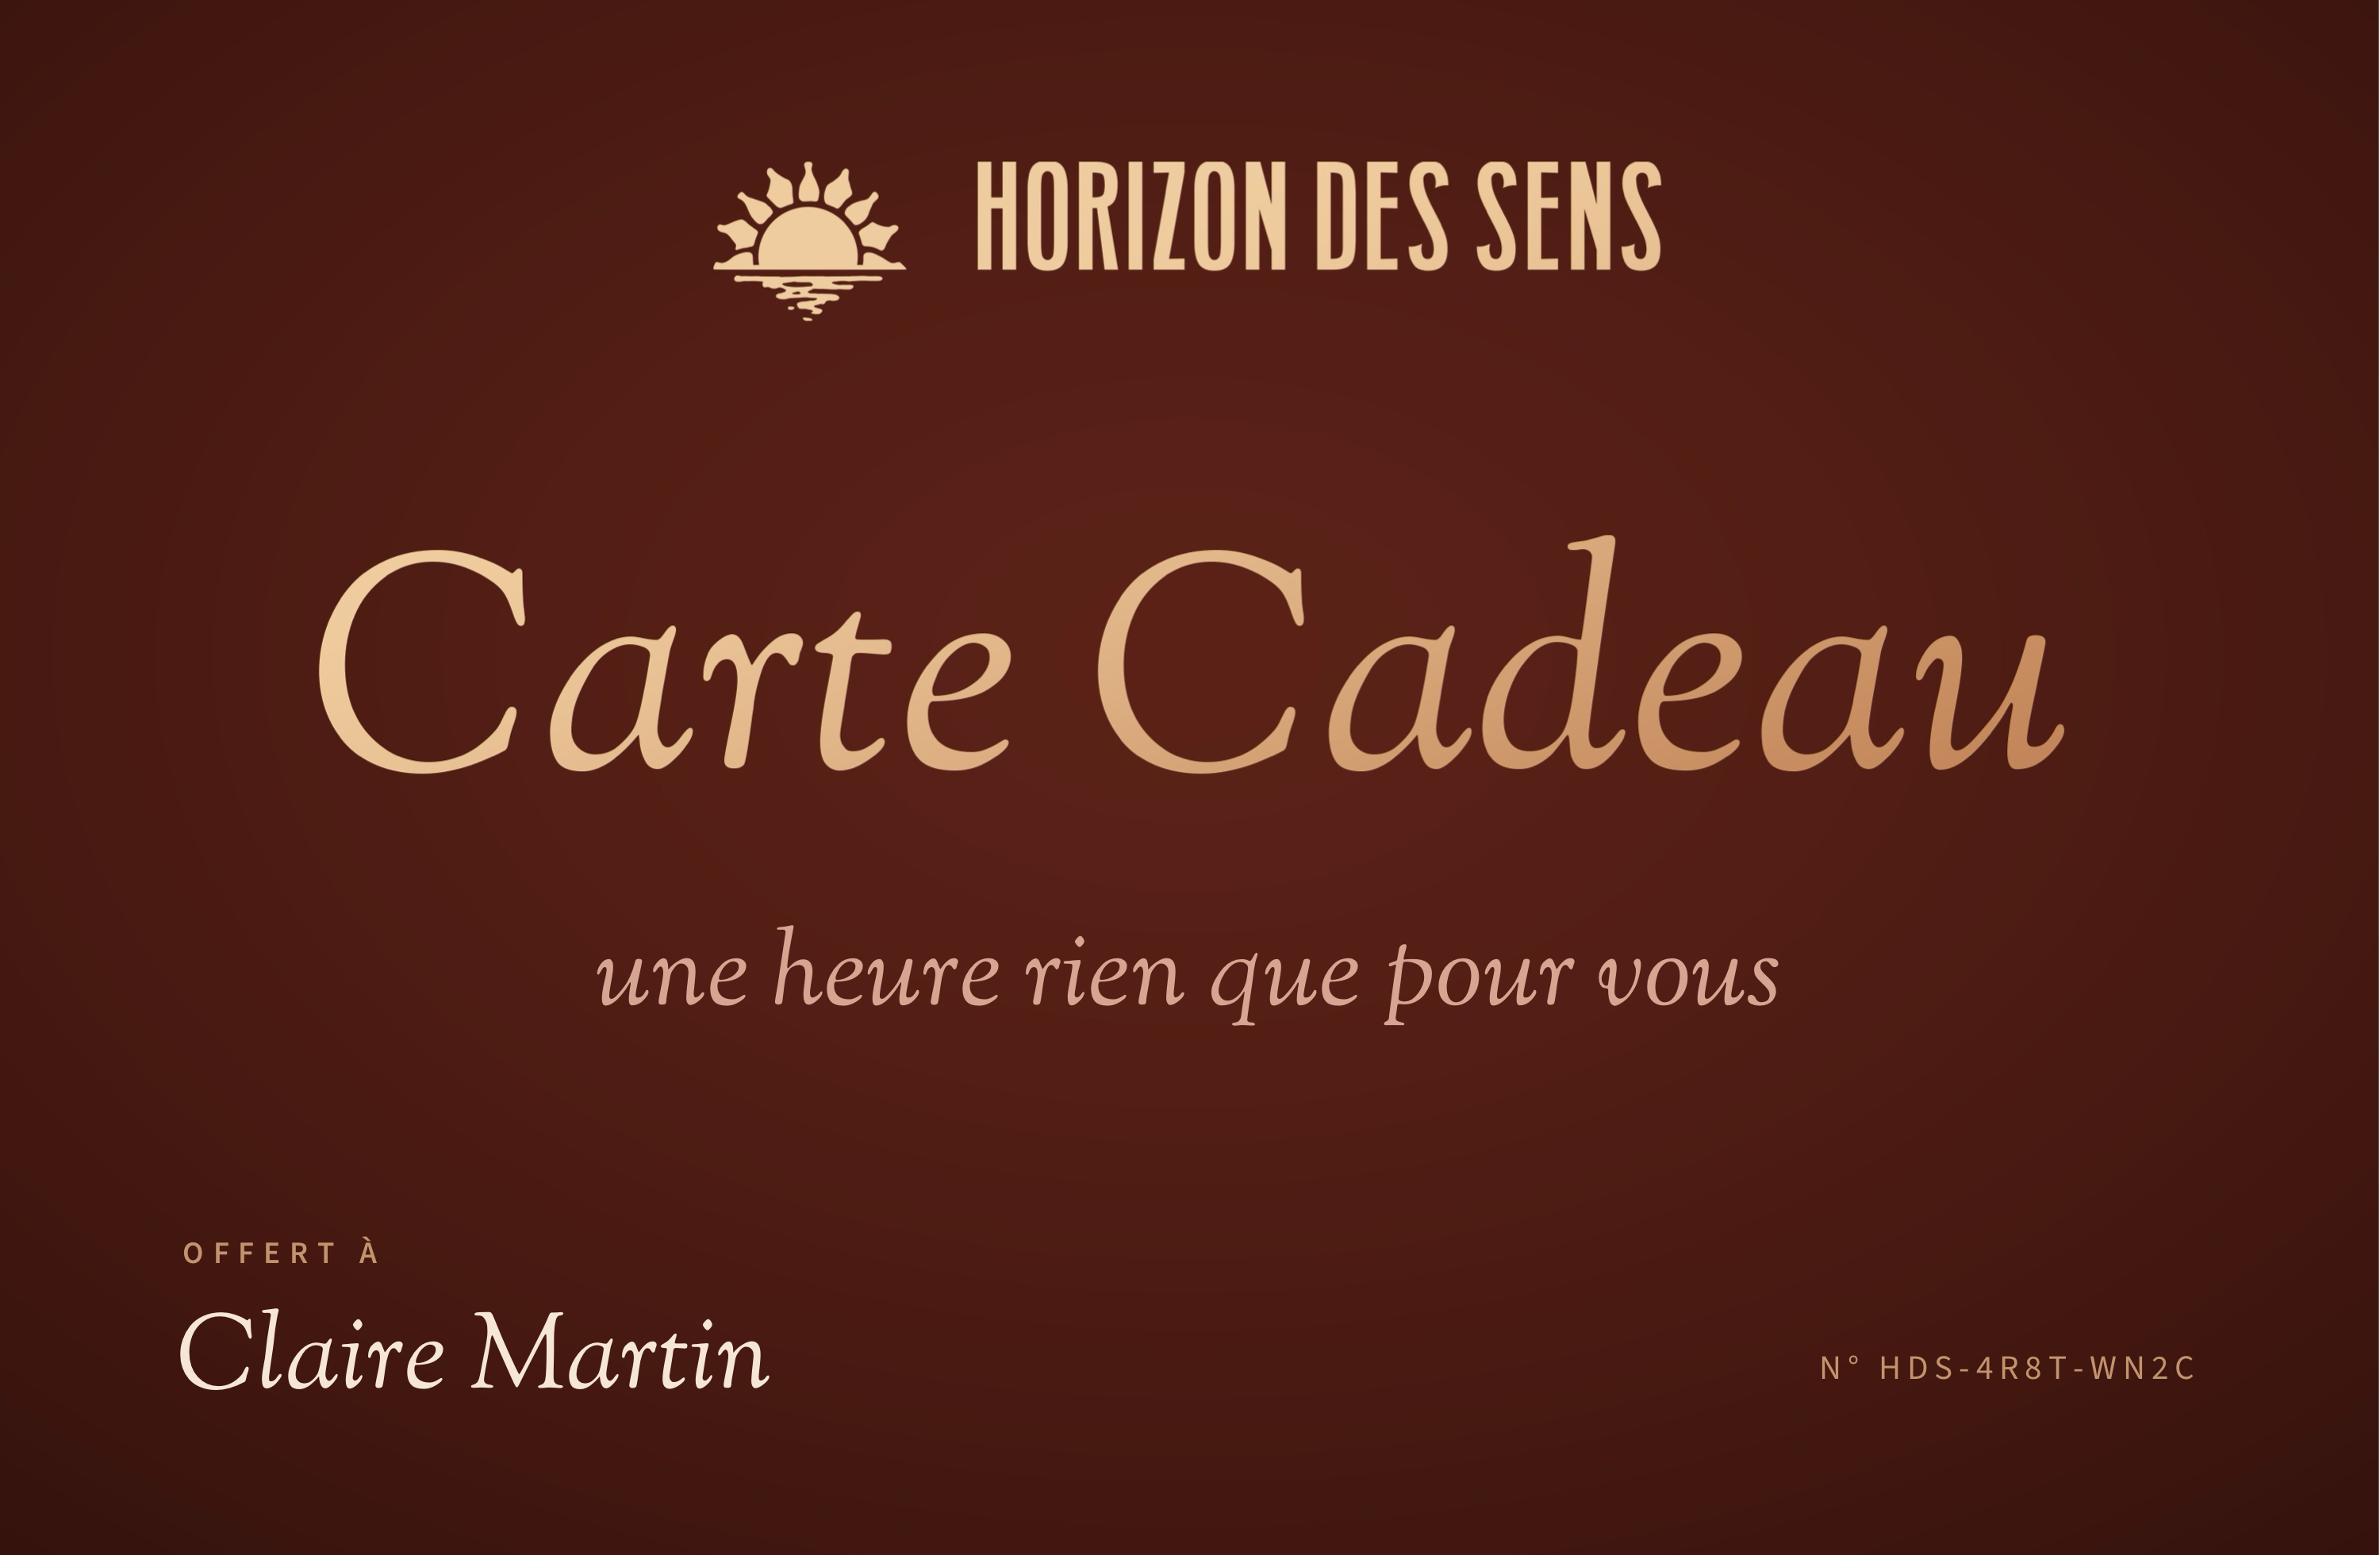 HORIZON DES SENS
Carte Cadeau
une heure rien que pour vous
OFFERT À
Claire Martin
N° HDS-4R8T-WN2C